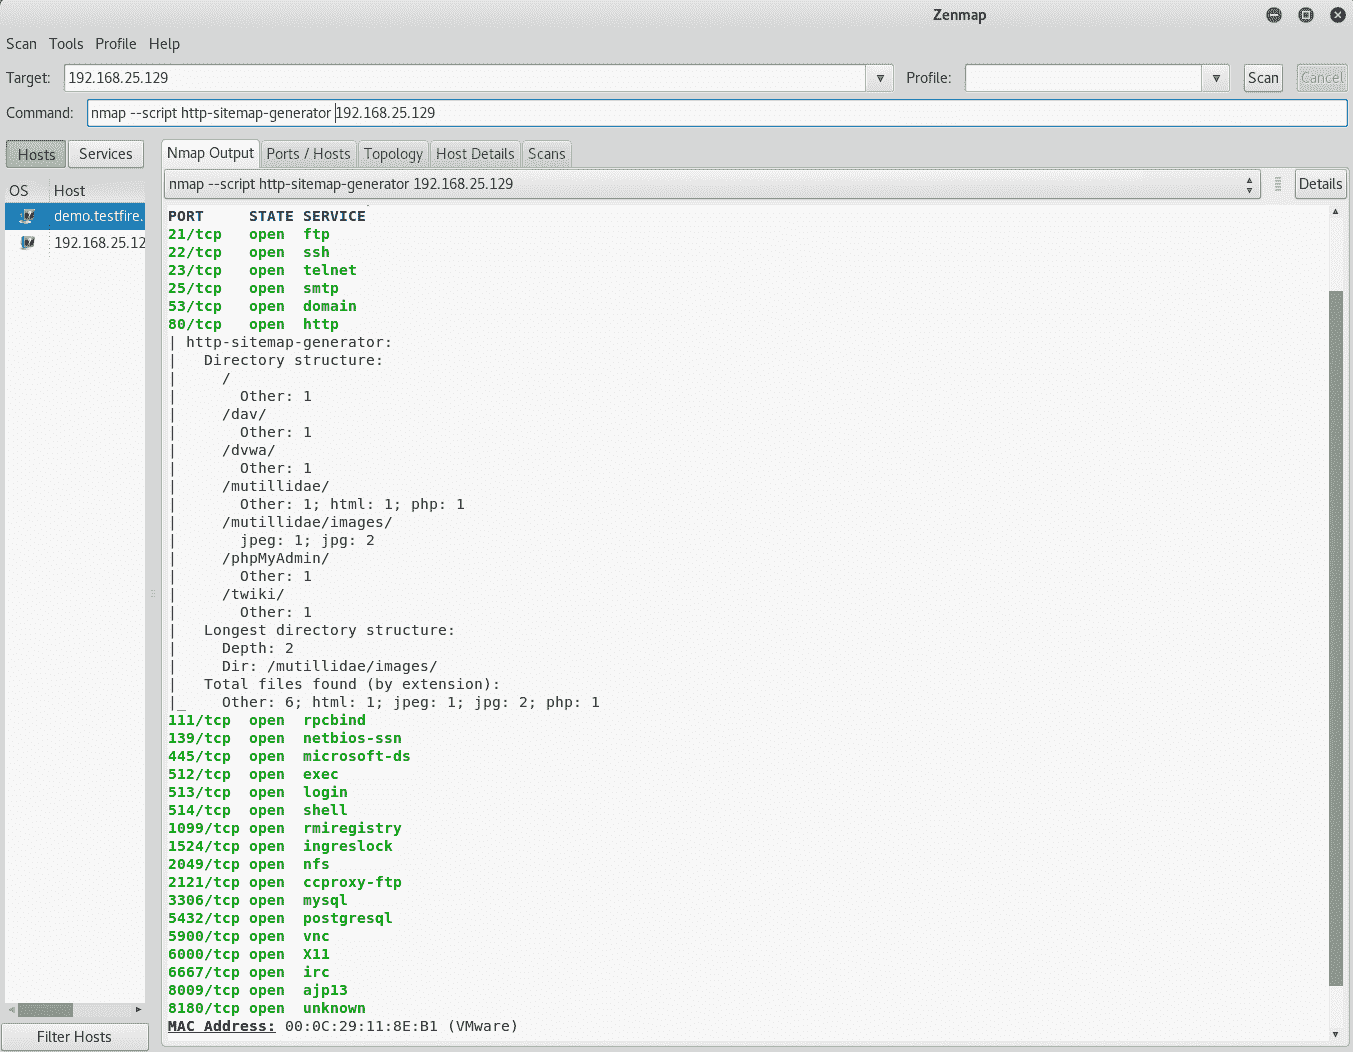 Zenmap
Scan Tools Profile Help
Target: 192.168.25.129 Profile: Scan Cancel
Command: nmap --script http-sitemap-generator 192.168.25.129
Hosts Services Nmap Output Ports / Hosts Topology Host Details Scans
nmap --script http-sitemap-generator 192.168.25.129 Details
OS Host
demo.testfire.
192.168.25.12
PORT STATE SERVICE
21/tcp open ftp
22/tcp open ssh
23/tcp open telnet
25/tcp open smtp
53/tcp open domain
80/tcp open http
| http-sitemap-generator:
|   Directory structure:
|     /
|       Other: 1
|     /dav/
|       Other: 1
|     /dvwa/
|       Other: 1
|     /mutillidae/
|       Other: 1; html: 1; php: 1
|     /mutillidae/images/
|       jpeg: 1; jpg: 2
|     /phpMyAdmin/
|       Other: 1
|     /twiki/
|       Other: 1
|   Longest directory structure:
|     Depth: 2
|     Dir: /mutillidae/images/
|   Total files found (by extension):
|_    Other: 6; html: 1; jpeg: 1; jpg: 2; php: 1
111/tcp open rpcbind
139/tcp open netbios-ssn
445/tcp open microsoft-ds
512/tcp open exec
513/tcp open login
514/tcp open shell
1099/tcp open rmiregistry
1524/tcp open ingreslock
2049/tcp open nfs
2121/tcp open ccproxy-ftp
3306/tcp open mysql
5432/tcp open postgresql
5900/tcp open vnc
6000/tcp open X11
6667/tcp open irc
8009/tcp open ajp13
8180/tcp open unknown
MAC Address: 00:0C:29:11:8E:B1 (VMware)
Filter Hosts